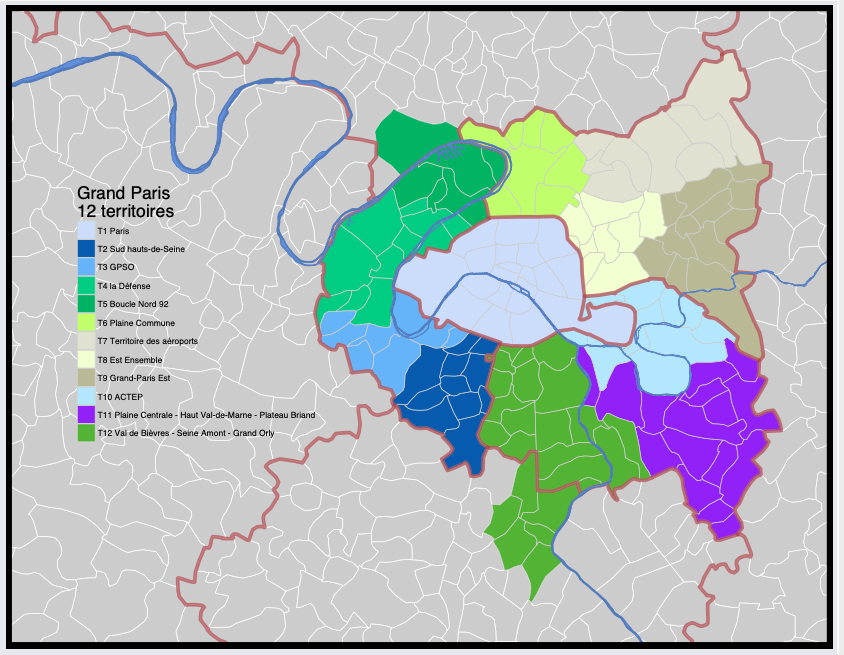 Grand Paris
12 territoires
T1 Paris
T2 Sud hauts-de-Seine
T3 GPSO
T4 la Défense
T5 Boucle Nord 92
T6 Plaine Commune
T7 Territoire des aéroports
T8 Est Ensemble
T9 Grand-Paris Est
T10 ACTEP
T11 Plaine Centrale - Haut Val-de-Marne - Plateau Briand
T12 Val de Bièvres - Seine Amont - Grand Orly